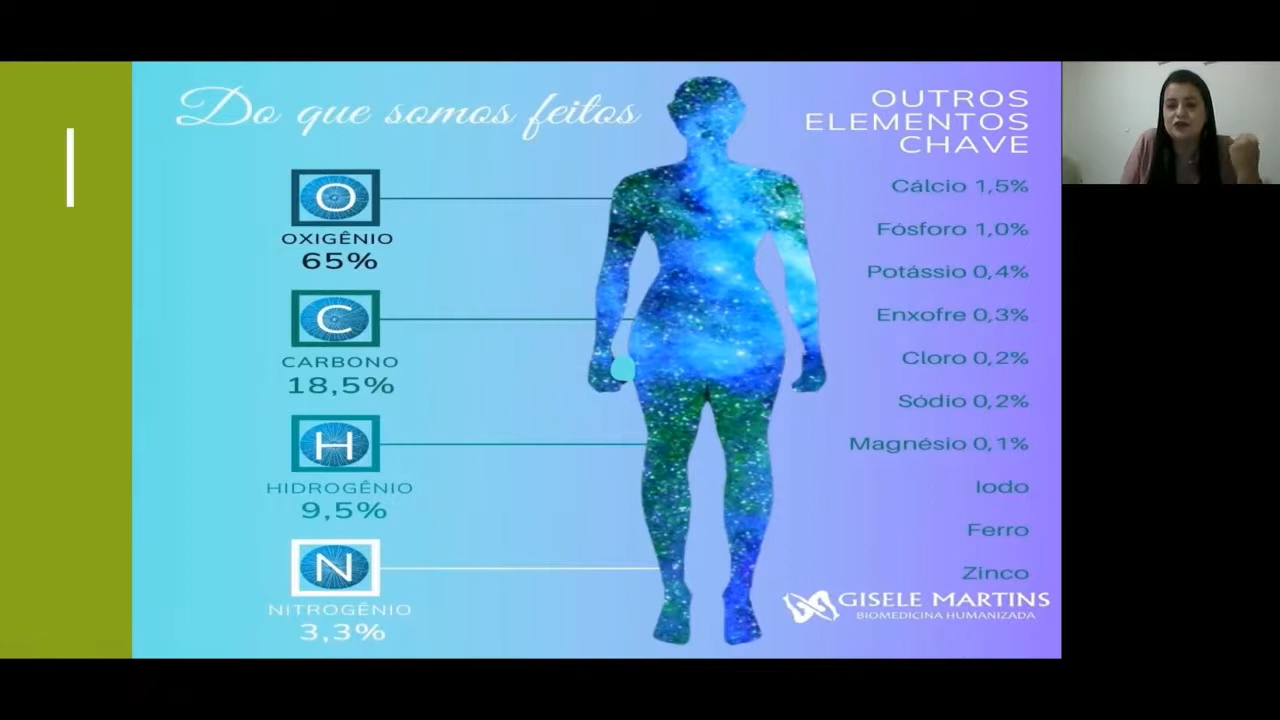 Do que somos feitos
O
OXIGÊNIO
65%
C
CARBONO
18,5%
H
HIDROGÊNIO
9,5%
N
NITROGÊNIO
3,3%
OUTROS
ELEMENTOS
CHAVE
Cálcio 1,5%
Fósforo 1,0%
Potássio 0,4%
Enxofre 0,3%
Cloro 0,2%
Sódio 0,2%
Magnésio 0,1%
Iodo
Ferro
Zinco
GISELE MARTINS
BIOMEDICINA HUMANIZADA